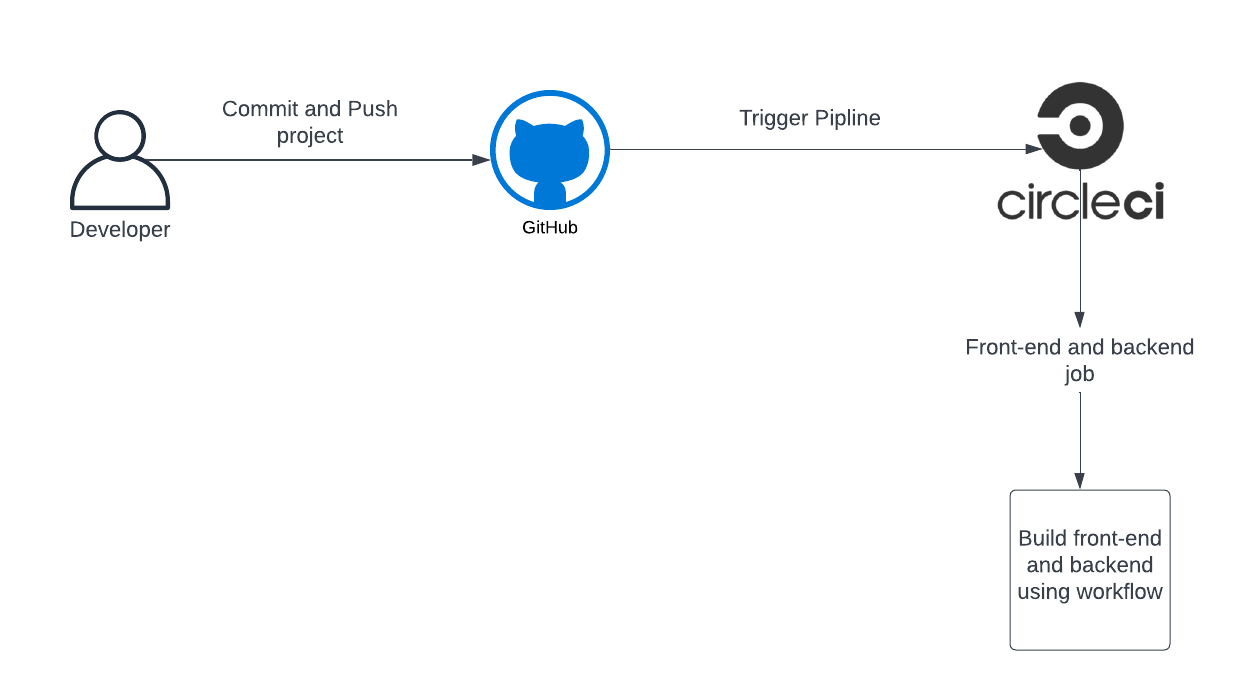 Commit and Push
project
Trigger Pipline
Developer
GitHub
circleci
Front-end and backend
job
Build front-end
and backend
using workflow